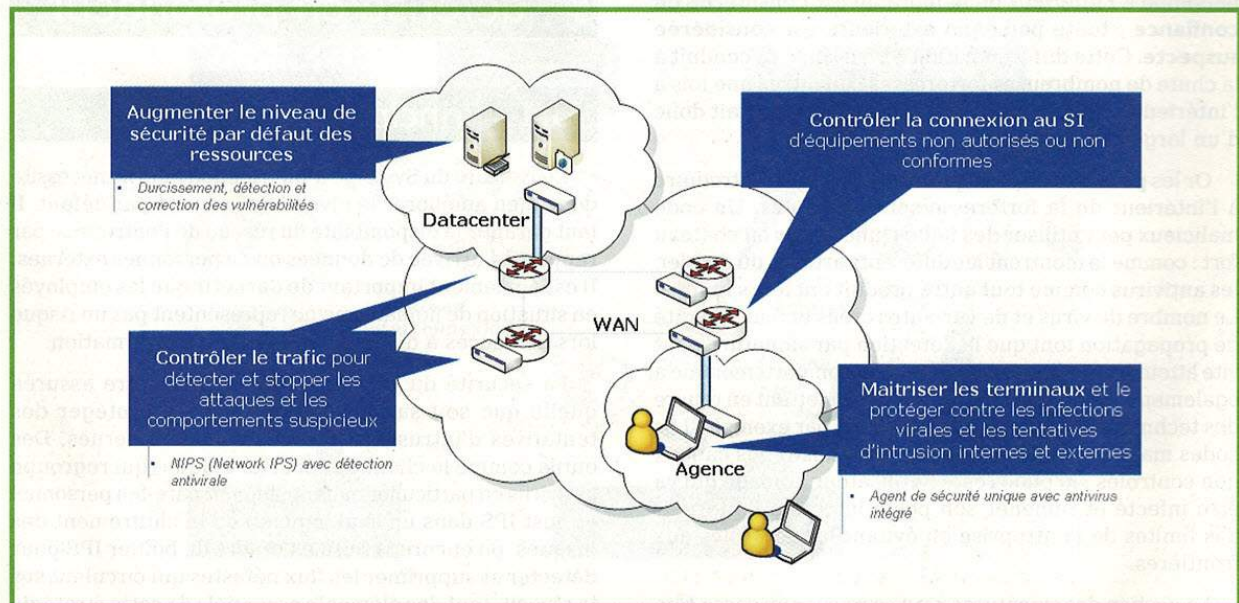 Augmenter le niveau de
sécurité par défaut des
ressources
• Durcissement, détection et
correction des vulnérabilités
Contrôler la connexion au SI
d'équipements non autorisés ou non
conformes
Datacenter
WAN
Contrôler le trafic pour
détecter et stopper les
attaques et les
comportements suspicieux
• NIPS (Network IPS) avec détection
antivirale
Maitriser les terminaux et le
protéger contre les infections
virales et les tentatives
d'intrusion internes et externes
• Agent de sécurité unique avec antivirus
intégré
Agence